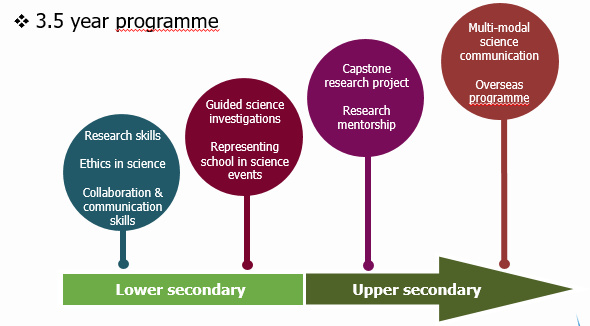 ❖ 3.5 year programme
Research skills
Ethics in science
Collaboration &
communication
skills
Guided science
investigations
Representing
school in science
events
Capstone
research project
Research
mentorship
Multi-modal
science
communication
Overseas
programme
Lower secondary
Upper secondary